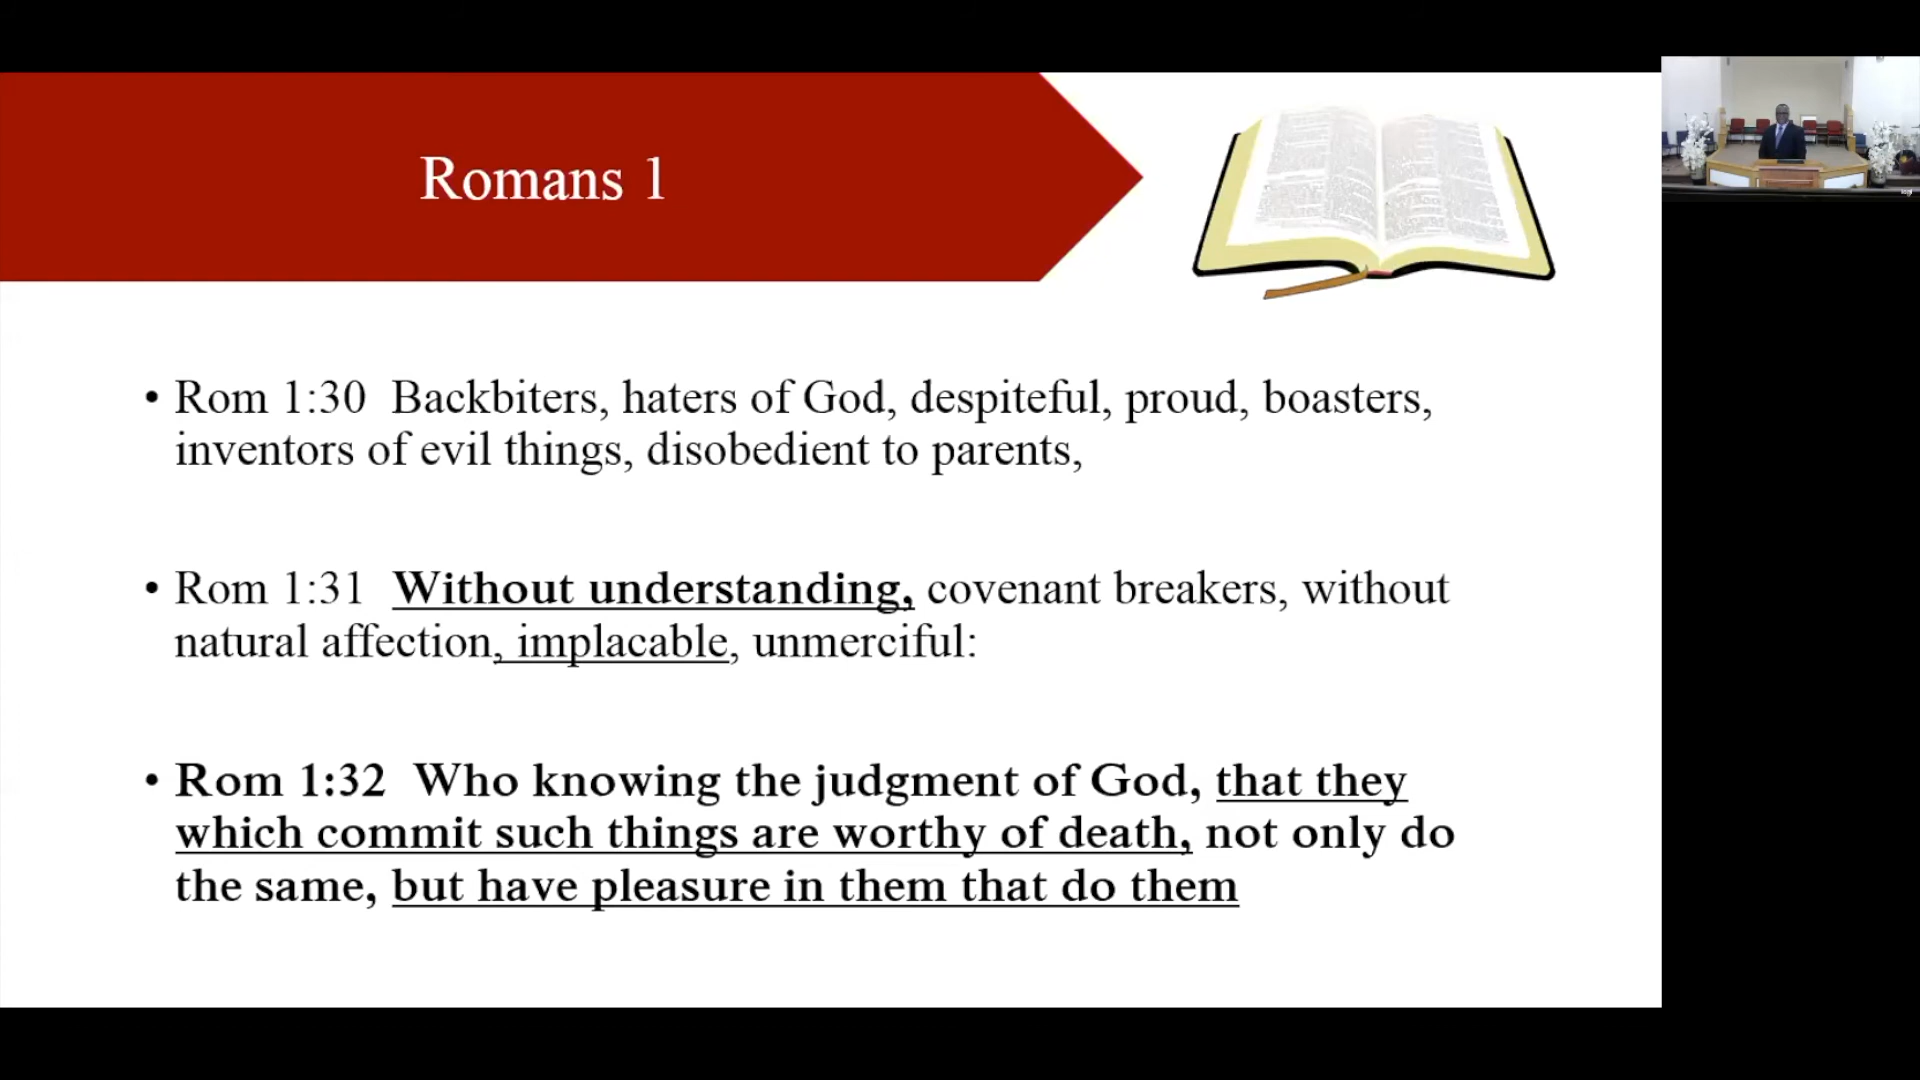 Romans 1
• Rom 1:30 Backbiters, haters of God, despiteful, proud, boasters,
inventors of evil things, disobedient to parents,
• Rom 1:31 Without understanding, covenant breakers, without
natural affection, implacable, unmerciful:
• Rom 1:32 Who knowing the judgment of God, that they
which commit such things are worthy of death, not only do
the same, but have pleasure in them that do them